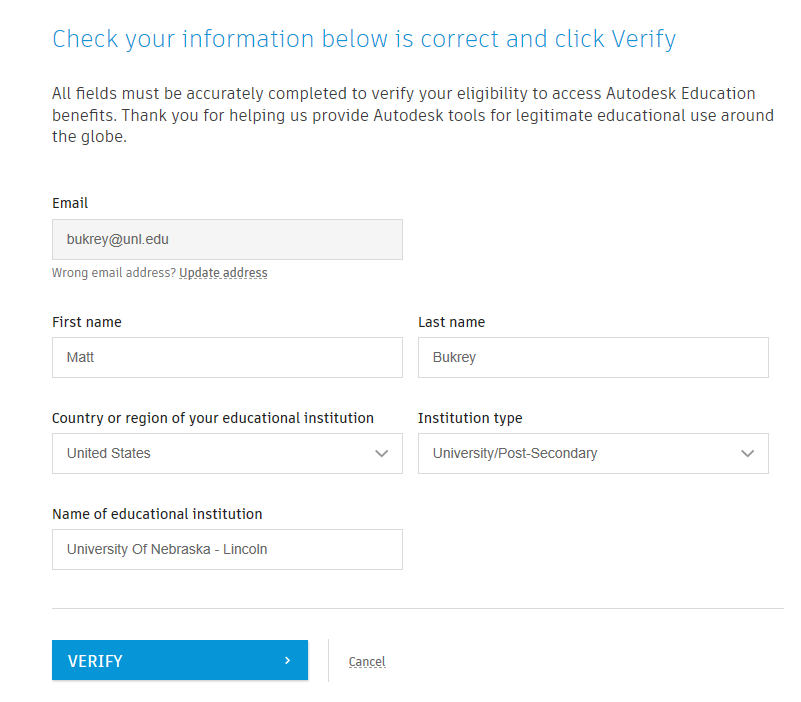 Check your information below is correct and click Verify
All fields must be accurately completed to verify your eligibility to access Autodesk Education
benefits. Thank you for helping us provide Autodesk tools for legitimate educational use around
the globe.
Email
bukrey@unl.edu
Wrong email address? Update address
First name
Last name
Matt
Bukrey
Country or region of your educational institution
Institution type
United States
University/Post-Secondary
Name of educational institution
University Of Nebraska - Lincoln
VERIFY
Cancel